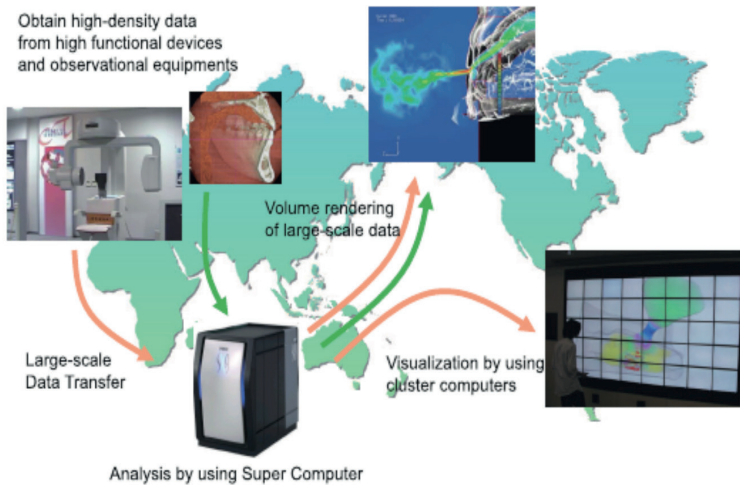 Obtain high-density data
from high functional devices
and observational equipments
Volume rendering
of large-scale data
Large-scale
Data Transfer
Visualization by using
cluster computers
Analysis by using Super Computer